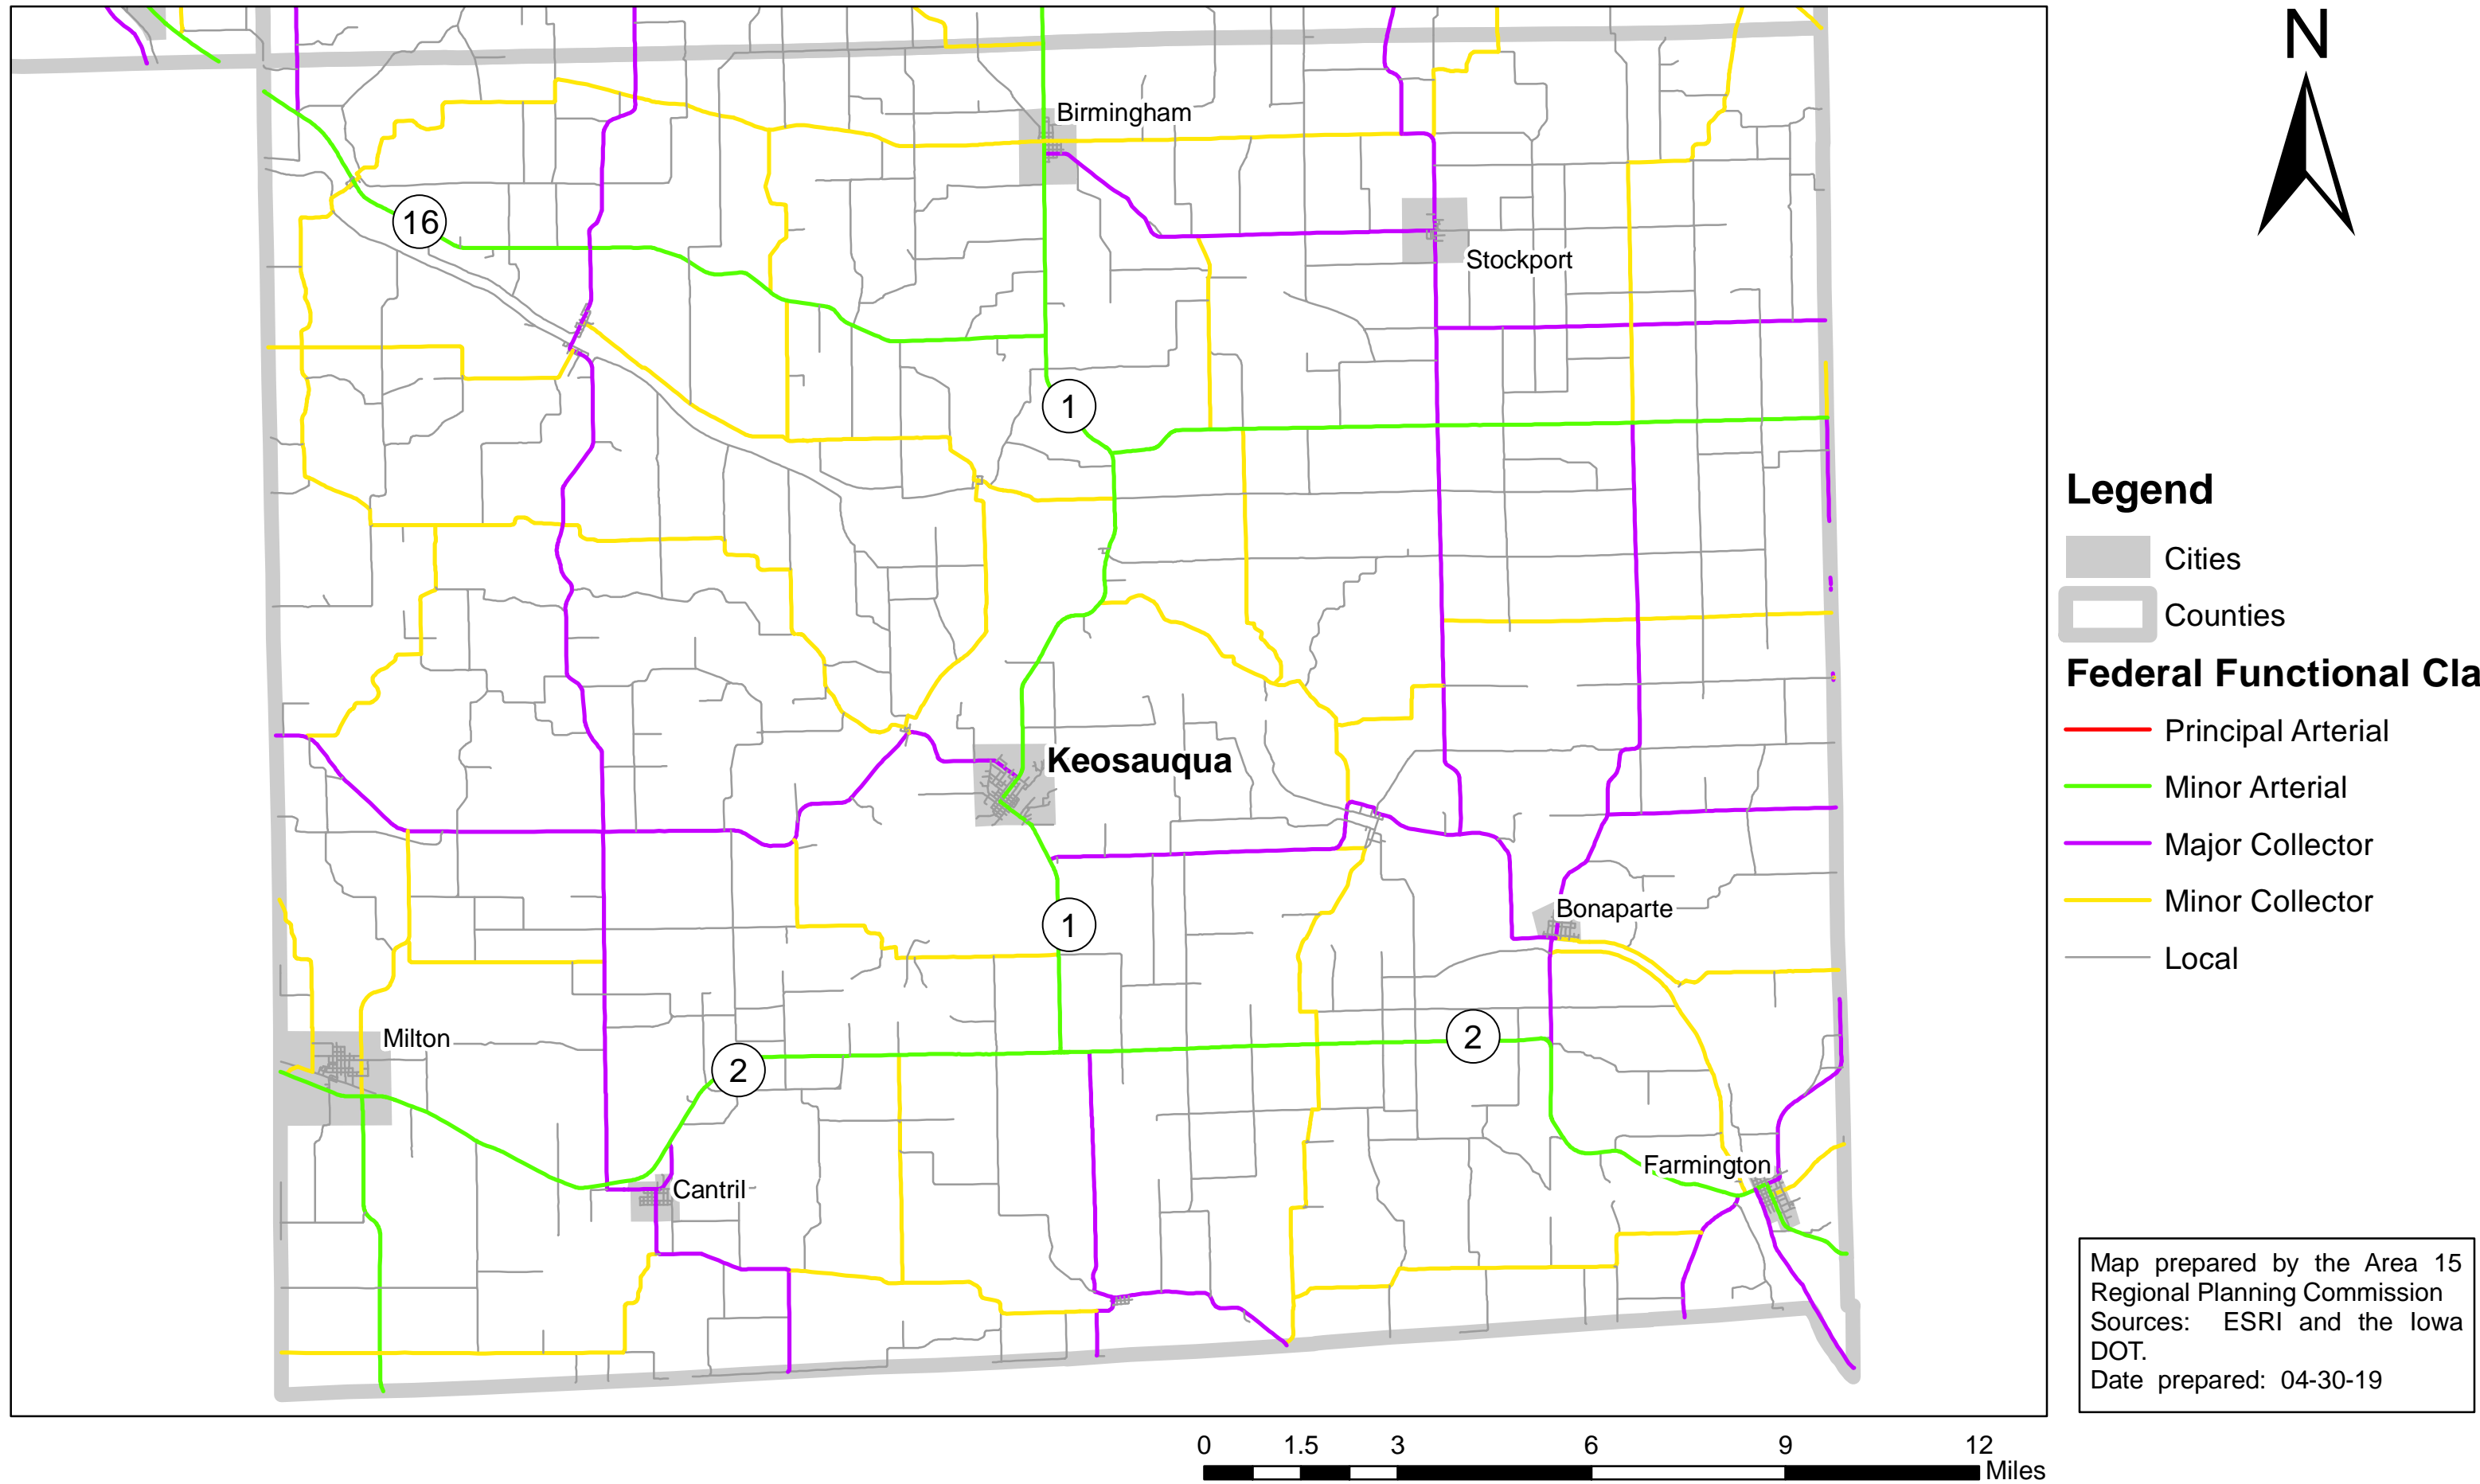 N
Birmingham
16
Stockport
1
Legend
Cities
Counties
Federal Functional Cla
Principal Arterial
Minor Arterial
Major Collector
Minor Collector
Local
Keosauqua
1
Bonaparte
Milton
2
2
Farmington
Cantril
Map prepared by the Area 15
Regional Planning Commission
Sources: ESRI and the Iowa
DOT.
Date prepared: 04-30-19
0 1.5 3 6 9 12
Miles